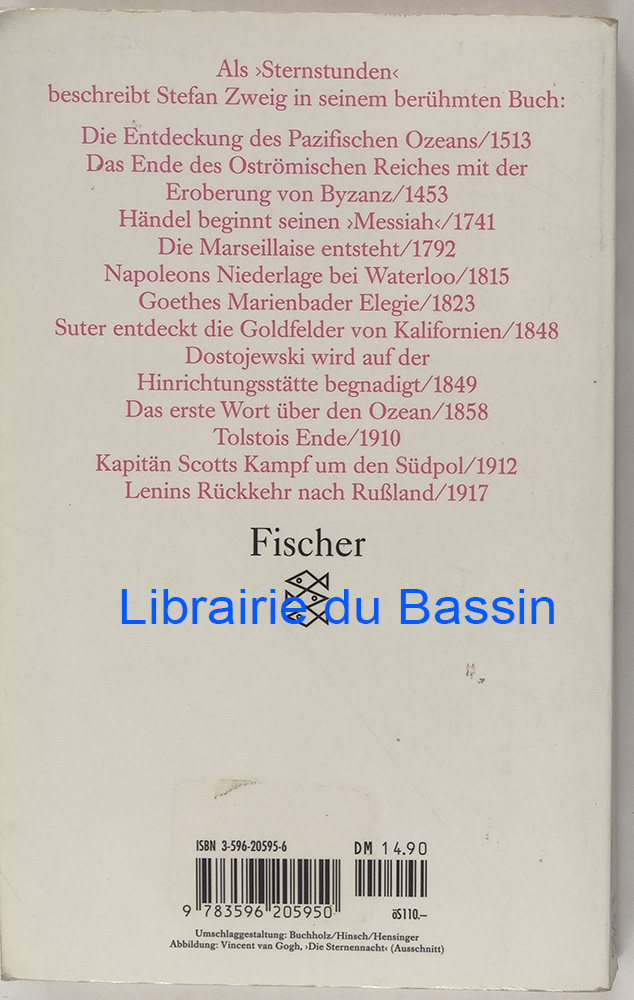 Als ›Sternstunden‹
beschreibt Stefan Zweig in seinem berühmten Buch:
Die Entdeckung des Pazifischen Ozeans/1513
Das Ende des Oströmischen Reiches mit der
Eroberung von Byzanz/1453
Händel beginnt seinen ›Messiah‹/1741
Die Marseillaise entsteht/1792
Napoleons Niederlage bei Waterloo/1815
Goethes Marienbader Elegie/1823
Suter entdeckt die Goldfelder von Kalifornien/1848
Dostojewski wird auf der
Hinrichtungsstätte begnadigt/1849
Das erste Wort über den Ozean/1858
Tolstois Ende/1910
Kapitän Scotts Kampf um den Südpol/1912
Lenins Rückkehr nach Rußland/1917
Fischer
Librairie du Bassin
ISBN 3-596-20595-6
DM 14.90
9 783596 205950
öS110.–
Umschlaggestaltung: Buchholz/Hinsch/Hensinger
Abbildung: Vincent van Gogh, ›Die Sternennacht‹ (Ausschnitt)